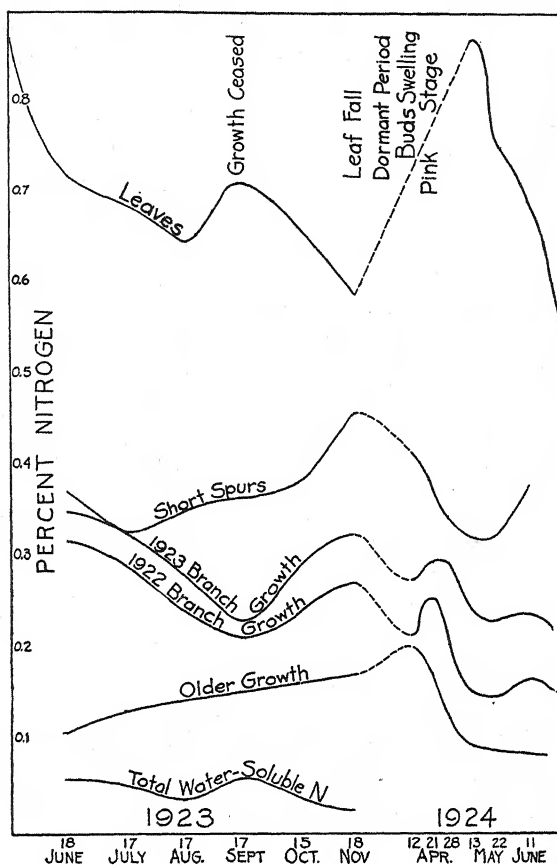 PERCENT NITROGEN
0.8
0.7
0.6
0.5
0.4
0.3
0.2
0.1
Growth Ceased
Leaf Fall
Dormant Period
Buds Swelling
Pink Stage
Leaves
Short Spurs
1923 Branch Growth
1922 Branch Growth
Older Growth
Total Water-Soluble N
1923 1924
18 17 17 17 15 18 12 21 28 13 22 11
JUNE JULY AUG. SEPT OCT. NOV APR. MAY JUNE